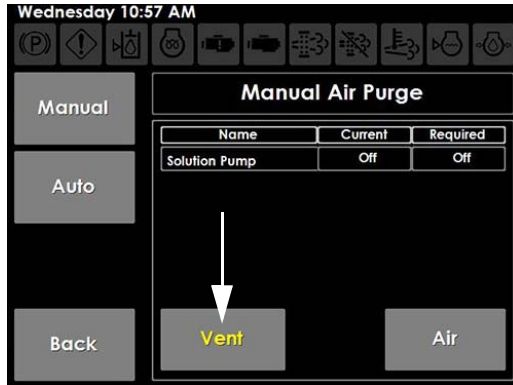 Wednesday 10:57 AM
(P)
Manual
Manual Air Purge
Name Current Required
Solution Pump Off Off
Auto
Back
Vent
Air